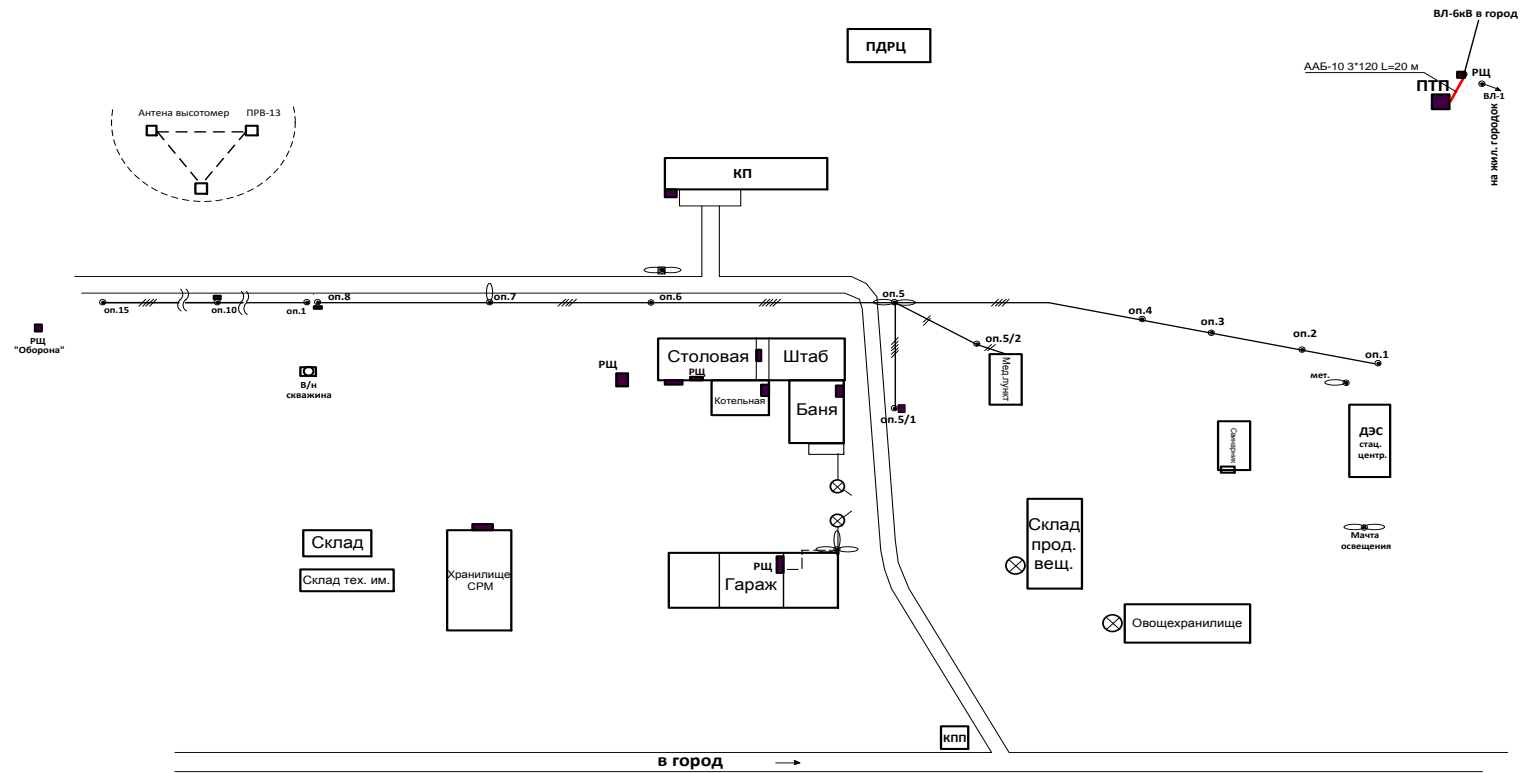 ВЛ-6кВ в город
ПДРЦ
ААБ-10 3*120 L=20 м
РЩ
ПТП
ВЛ-1
на жил. городок
Антена высотомер
ПРВ-13
КП
оп.15
оп.10
оп.1
оп.8
оп.7
оп.6
оп.5
оп.4
оп.3
оп.2
оп.1
оп.5/2
РЩ
"Оборона"
В/н
скважина
РЩ
Столовая
Штаб
РЩ
Котельная
Баня
Мед.пункт
оп.5/1
мет.
Свинарник
ДЭС
стац.
центр.
Склад
Склад тех. им.
Хранилище
СРМ
РЩ
Гараж
Склад
прод.
вещ.
Мачта
освещения
Овощехранилище
КПП
в город